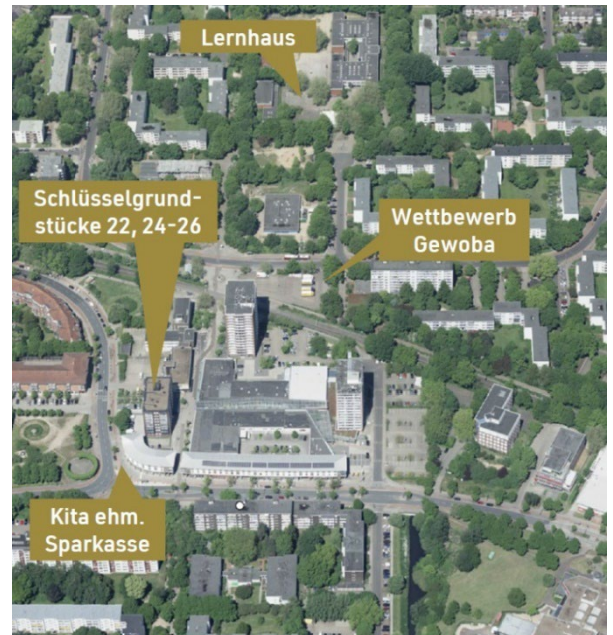 Lernhaus
Schlüsselgrund-
stücke 22, 24-26
Wettbewerb
Gewoba
Kita ehm.
Sparkasse